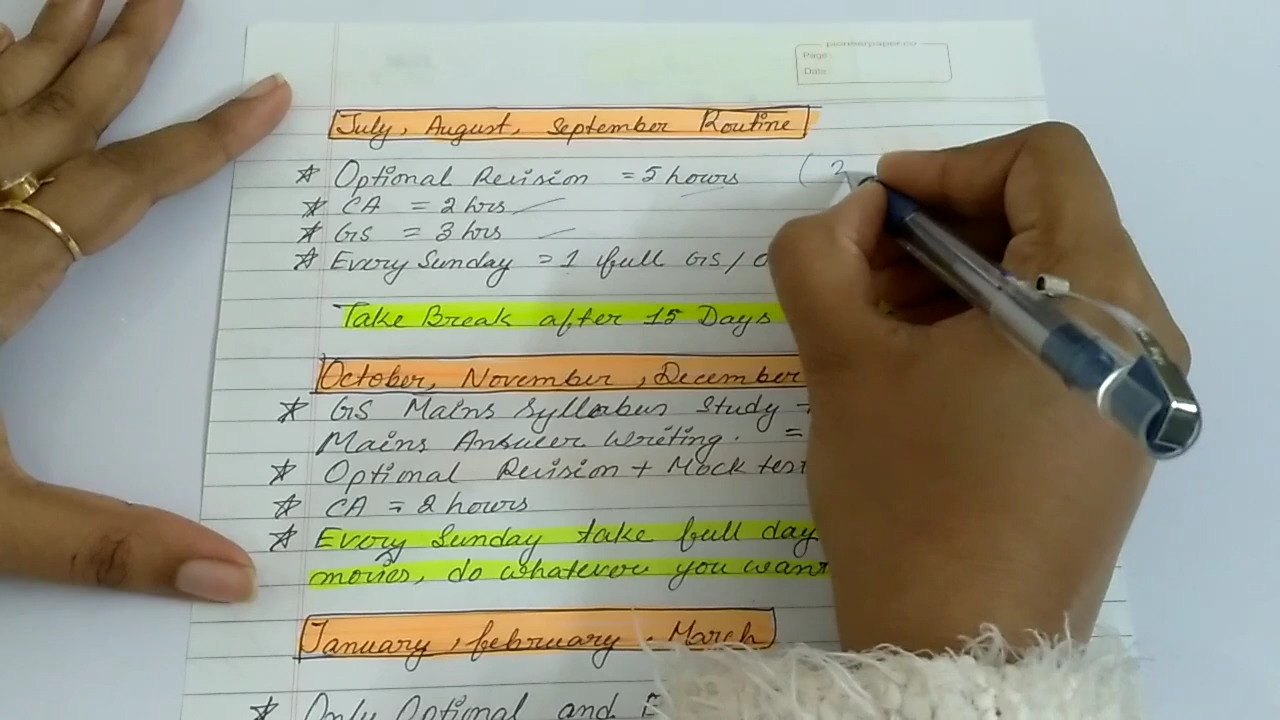 pioneerpaper.co
Page:
Date:
July, August, September Routine
☆ Optional Revision = 5 hours ( 2
☆ CA = 2 hrs
☆ GS = 3 hrs
☆ Every Sunday = 1 full GS /
Take Break after 15 Days
October, November, December
☆ GS Mains Syllabus Study
Mains Answer Writing. =
☆ Optional Revision + Mock test
☆ CA = 2 hours
☆ Every Sunday take full day
movies, do whatever you want
January, february, March
☆ Only Optional and